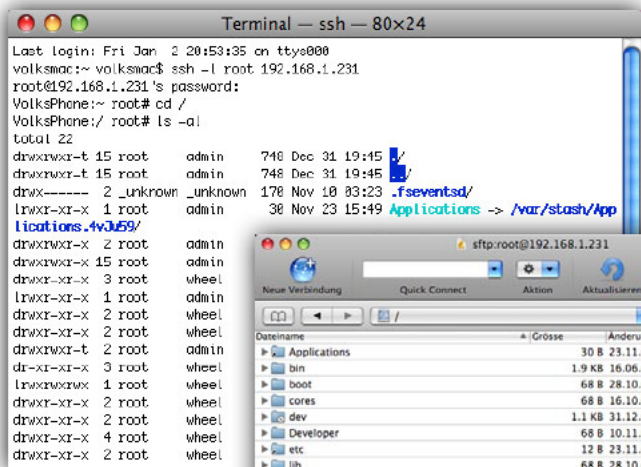 Terminal — ssh — 80×24
Last login: Fri Jan  2 20:53:35 on ttys000
volksmac:~ volksmac$ ssh -l root 192.168.1.231
root@192.168.1.231's password:
VolksPhone:~ root# cd /
VolksPhone:/ root# ls -al
total 22
drwxrwxr-t 15 root     admin     748 Dec 31 19:45 ./
drwxrwxr-t 15 root     admin     748 Dec 31 19:45 ../
drwx------  2 _unknown _unknown  170 Nov 10 03:23 .fseventsd/
lrwxr-xr-x  1 root     admin      30 Nov 23 15:49 Applications -> /var/stash/App
lications.4vJu59/
drwxrwxr-x  2 root     admin
drwxrwxr-x 15 root     admin
drwxr-xr-x  3 root     wheel
lrwxr-xr-x  1 root     admin
drwxr-xr-x  2 root     wheel
drwxr-xr-x  2 root     wheel
drwxrwxr-t  2 root     admin
dr-xr-xr-x  3 root     wheel
lrwxrwxrwx  1 root     wheel
drwxr-xr-x  2 root     wheel
drwxr-xr-x  2 root     wheel
drwxr-xr-x  4 root     wheel
drwxr-xr-x  2 root     wheel
sftp:root@192.168.1.231
Neue Verbindung Quick Connect Aktion Aktualisieren
/
Dateiname Grösse Änderu
Applications 30 B 23.11.
bin 1.9 KB 16.06.
boot 68 B 28.10.
cores 68 B 16.10.
dev 1.1 KB 31.12.
Developer 68 B 10.11.
etc 12 B 23.11.
lib 68 B 28.10